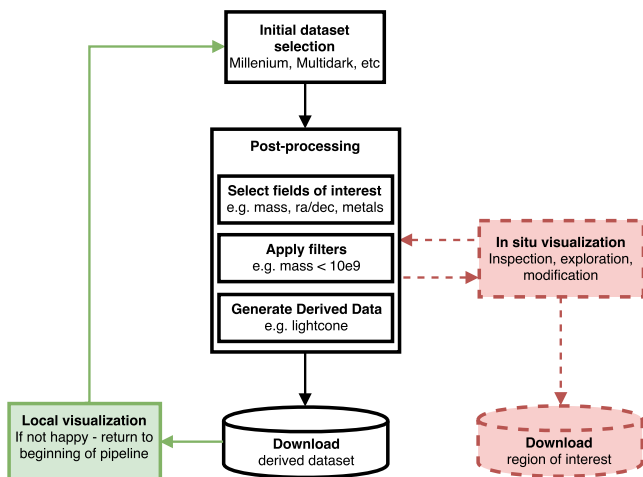 Initial dataset
selection
Millenium, Multidark, etc
Post-processing
Select fields of interest
e.g. mass, ra/dec, metals
Apply filters
e.g. mass < 10e9
Generate Derived Data
e.g. lightcone
In situ visualization
Inspection, exploration,
modification
Local visualization
If not happy - return to
beginning of pipeline
Download
derived dataset
Download
region of interest